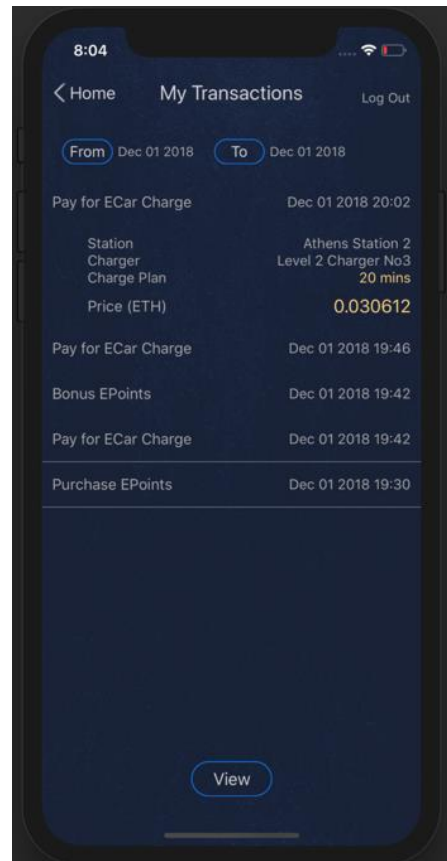 8:04
Home My Transactions Log Out
From Dec 01 2018 To Dec 01 2018
Pay for ECar Charge Dec 01 2018 20:02
Station Athens Station 2
Charger Level 2 Charger No3
Charge Plan 20 mins
Price (ETH) 0.030612
Pay for ECar Charge Dec 01 2018 19:46
Bonus EPoints Dec 01 2018 19:42
Pay for ECar Charge Dec 01 2018 19:42
Purchase EPoints Dec 01 2018 19:30
View